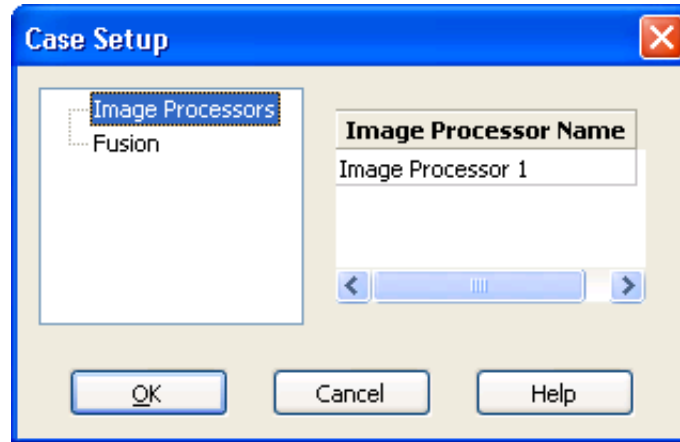 Case Setup
Image Processors
Fusion
Image Processor Name
Image Processor 1
OK
Cancel
Help